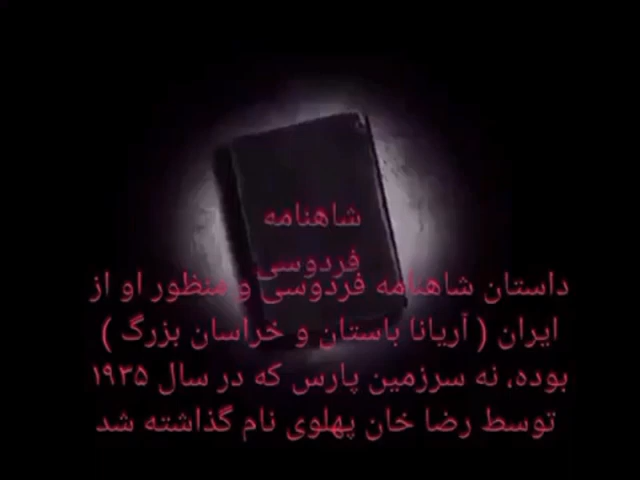 شاهنامه
فردوسی
داستان شاهنامه فردوسی و منظور او از
ایران ( آریانا باستان و خراسان بزرگ )
بوده، نه سرزمین پارس که در سال ۱۹۳۵
توسط رضا خان پهلوی نام گذاشته شد